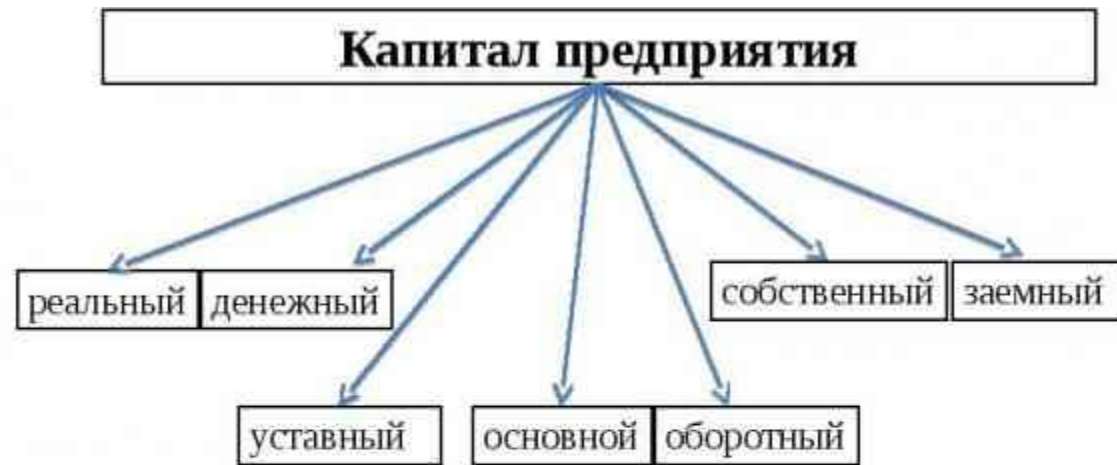 Капитал предприятия
реальный денежный собственный заемный
уставный основной оборотный